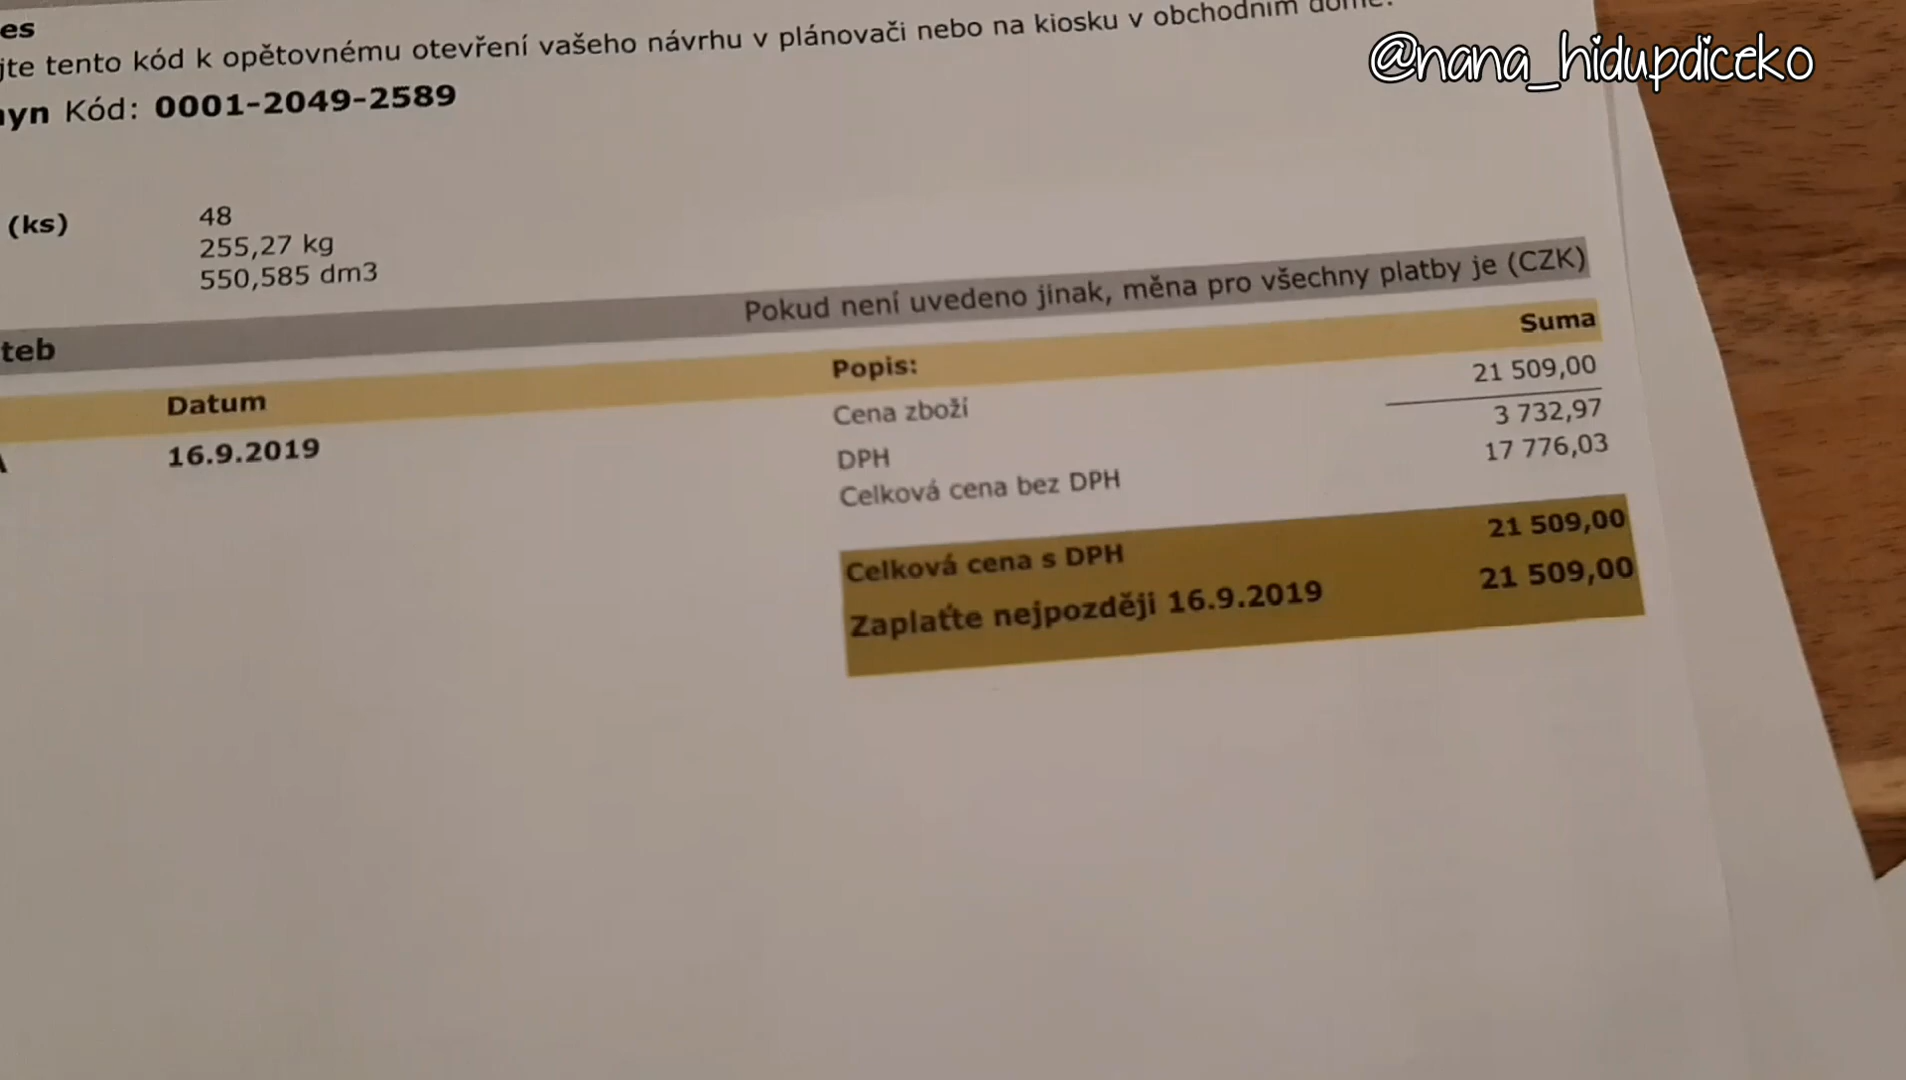 es
jte tento kód k opětovnému otevření vašeho návrhu v plánovači nebo na kiosku v obchodním domě.
@nana_hidupdiceko
nyn Kód: 0001-2049-2589
(ks) 48
255,27 kg
550,585 dm3
Pokud není uvedeno jinak, měna pro všechny platby je (CZK)
teb
Datum Popis: Suma
16.9.2019 Cena zboží 21 509,00
DPH 3 732,97
Celková cena bez DPH 17 776,03
Celková cena s DPH 21 509,00
Zaplaťte nejpozději 16.9.2019 21 509,00